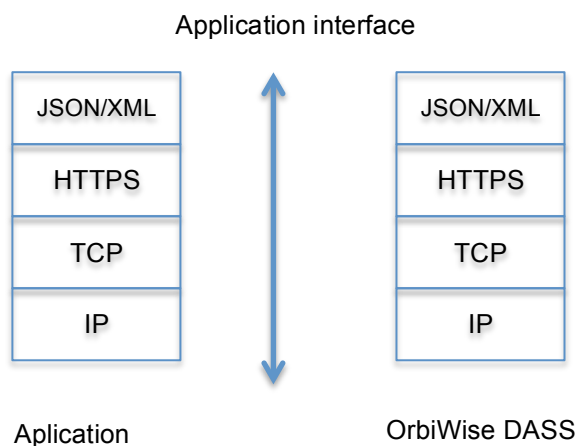 Application interface
JSON/XML
HTTPS
TCP
IP
JSON/XML
HTTPS
TCP
IP
Aplication
OrbiWise DASS